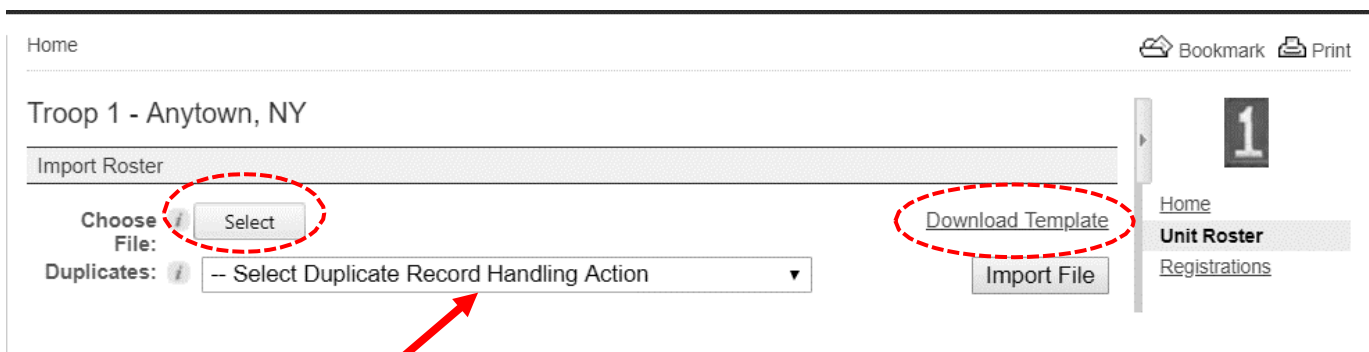 Home
Bookmark Print
Troop 1 - Anytown, NY
1
Import Roster
Choose File:
i
Select
Download Template
Home
Unit Roster
Duplicates: i -- Select Duplicate Record Handling Action
Import File
Registrations